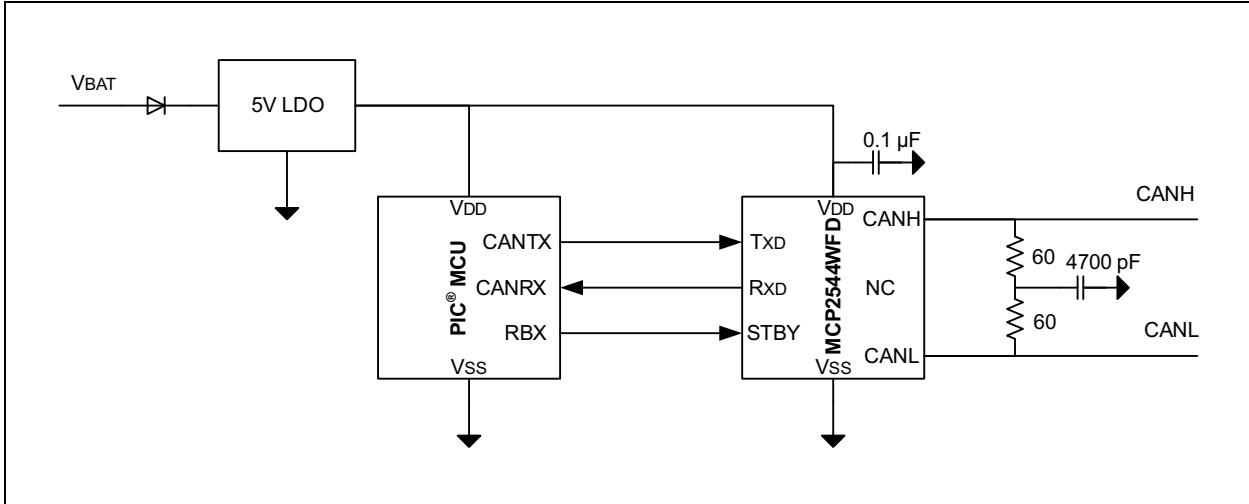 VBAT
5V LDO
0.1 µF
VDD
CANTX
CANRX
RBX
VSS
PIC® MCU
VDD
TXD
RXD
STBY
VSS
MCP2544WFD
CANH
NC
CANL
CANH
60
4700 pF
60
CANL